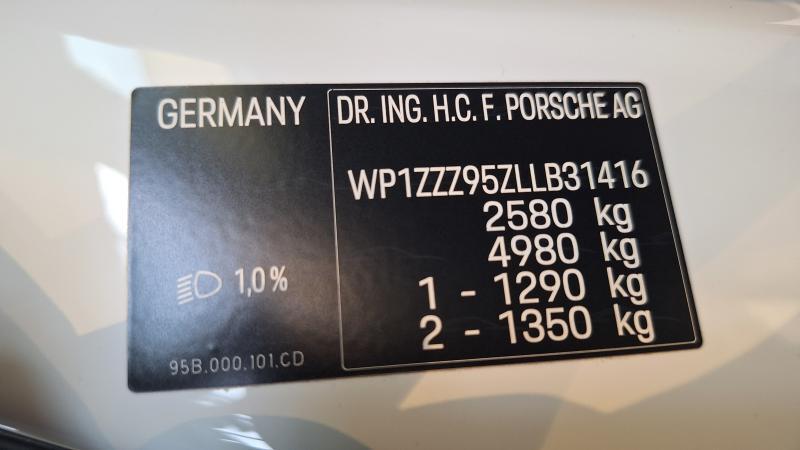 GERMANY
DR. ING. H.C. F. PORSCHE AG
WP1ZZZ95ZLLB31416
2580 kg
4980 kg
1 - 1290 kg
2 - 1350 kg
1,0%
95B.000.101.CD